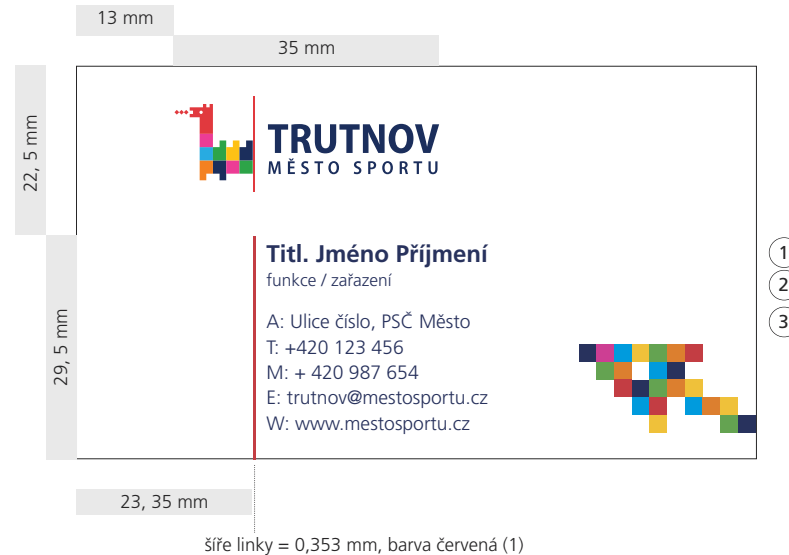 13 mm
35 mm
22, 5 mm
TRUTNOV
MĚSTO SPORTU
29, 5 mm
Titl. Jméno Příjmení
funkce / zařazení
A: Ulice číslo, PSČ Město
T: +420 123 456
M: + 420 987 654
E: trutnov@mestosportu.cz
W: www.mestosportu.cz
1
2
3
23, 35 mm
šíře linky = 0,353 mm, barva červená (1)